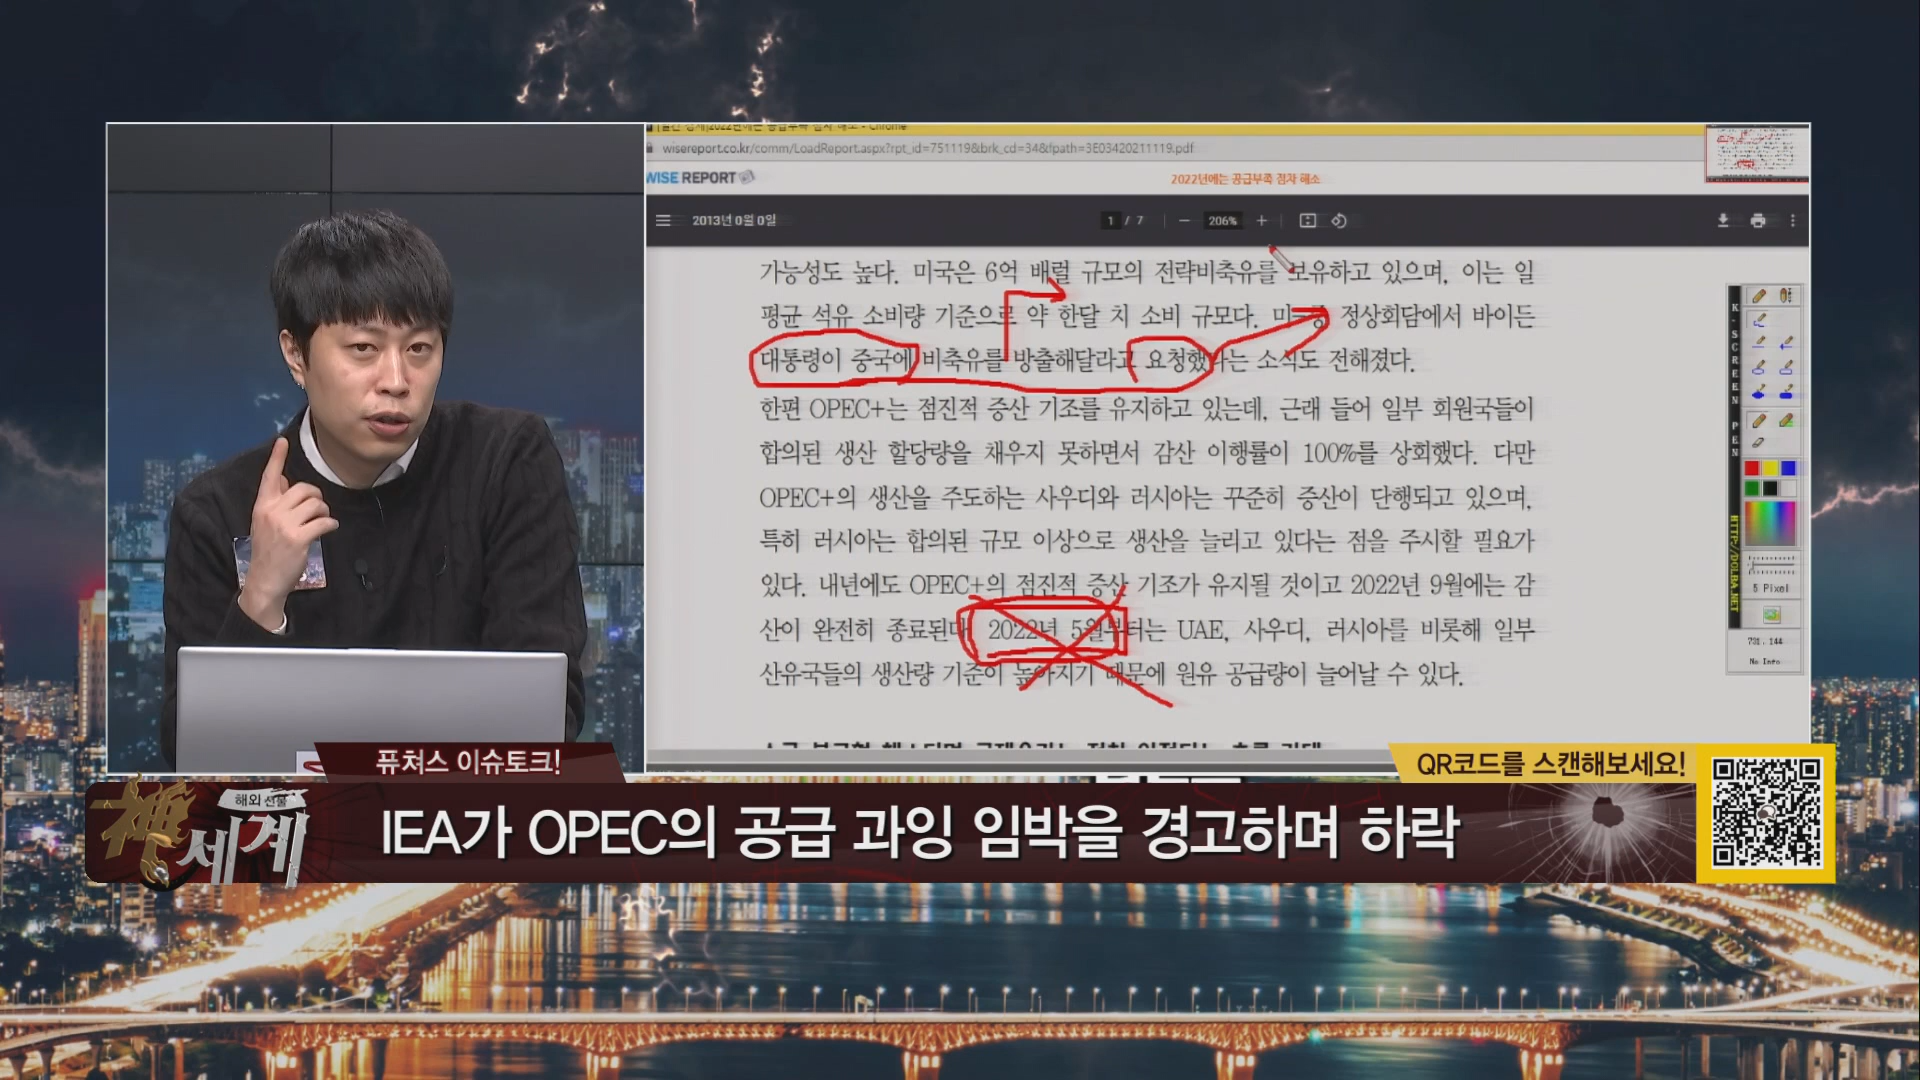 wisereport.co.kr/comm/LoadReport.aspx?rpt_id=751119&brk_cd=34&fpath=3E03420211119.pdf
WISE REPORT
2022년에는 공급부족 점차 해소
2013년 0월 0일
1 / 7
206%
가능성도 높다. 미국은 6억 배럴 규모의 전략비축유를 보유하고 있으며, 이는 일
평균 석유 소비량 기준으로 약 한달 치 소비 규모다. 미국중 정상회담에서 바이든
대통령이 중국에 비축유를 방출해달라고 요청했다는 소식도 전해졌다.
한편 OPEC+는 점진적 증산 기조를 유지하고 있는데, 근래 들어 일부 회원국들이
합의된 생산 할당량을 채우지 못하면서 감산 이행률이 100%를 상회했다. 다만
OPEC+의 생산을 주도하는 사우디와 러시아는 꾸준히 증산이 단행되고 있으며,
특히 러시아는 합의된 규모 이상으로 생산을 늘리고 있다는 점을 주시할 필요가
있다. 내년에도 OPEC+의 점진적 증산 기조가 유지될 것이고 2022년 9월에는 감
산이 완전히 종료된다. 2022년 5월부터는 UAE, 사우디, 러시아를 비롯해 일부
산유국들의 생산량 기준이 높아지기 때문에 원유 공급량이 늘어날 수 있다.
K-SCREEN PEN
HTTP://DOLBA.NET
5 Pixel
731, 144
No Info
퓨쳐스 이슈토크!
QR코드를 스캔해보세요!
해외 선물
神세계
IEA가 OPEC의 공급 과잉 임박을 경고하며 하락